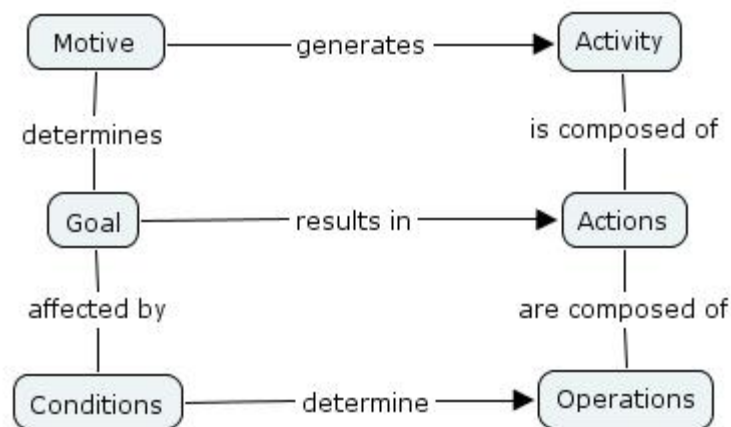 Motive generates Activity
determines is composed of
Goal results in Actions
affected by are composed of
Conditions determine Operations